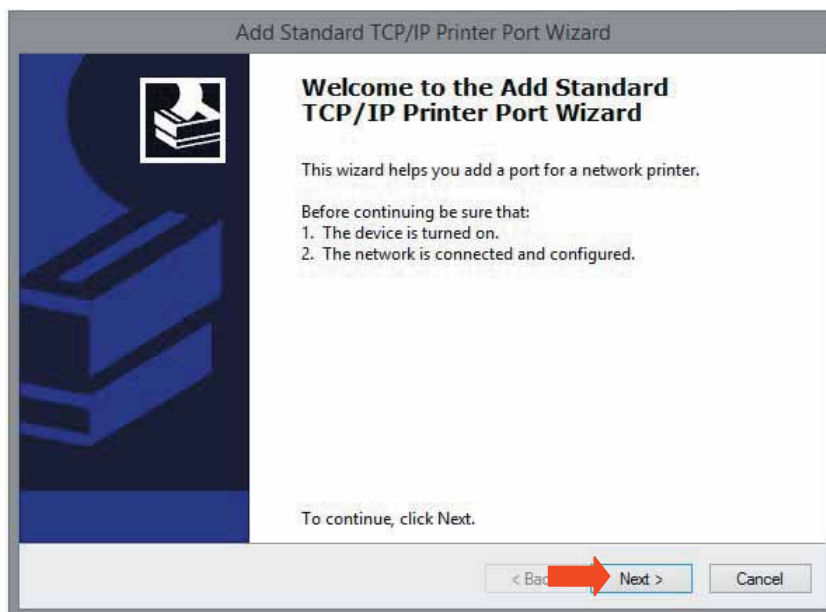 Add Standard TCP/IP Printer Port Wizard
Welcome to the Add Standard
TCP/IP Printer Port Wizard
This wizard helps you add a port for a network printer.
Before continuing be sure that:
1. The device is turned on.
2. The network is connected and configured.
To continue, click Next.
< Bac
Next >
Cancel